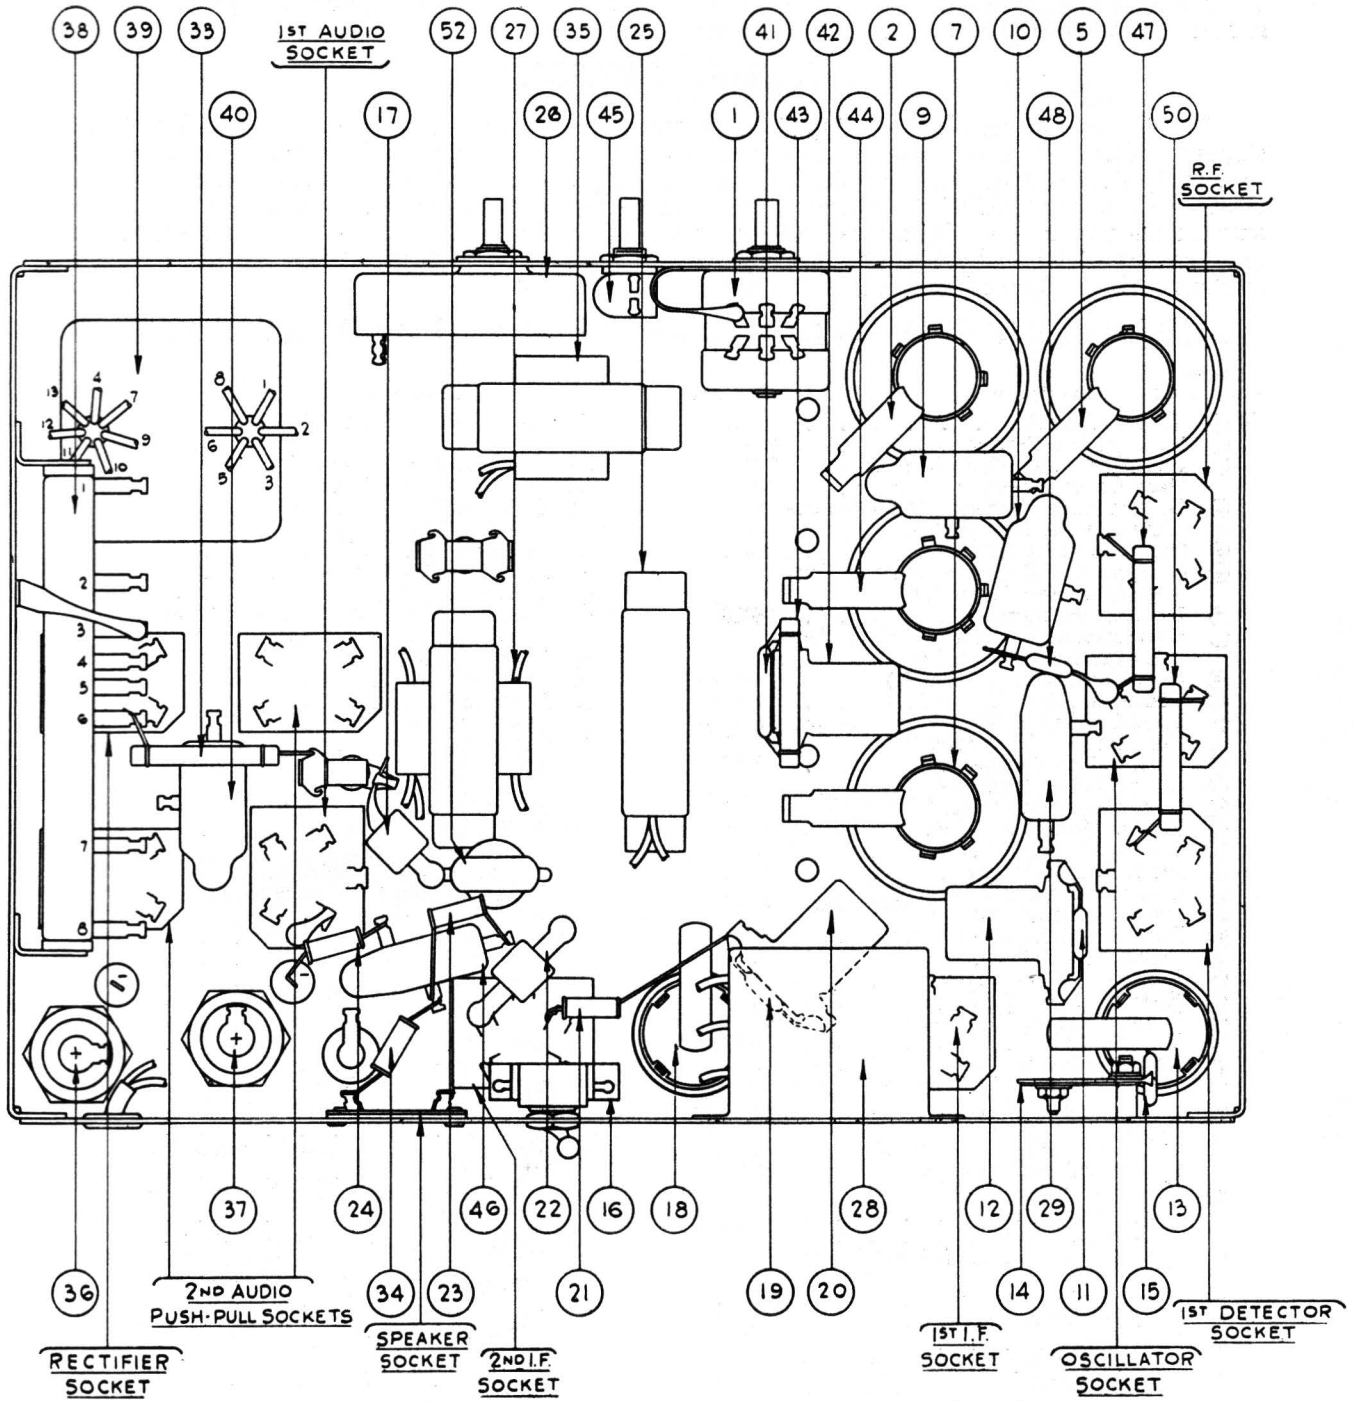 38 39 33 1ST AUDIO SOCKET 52 27 35 25 41 42 2 7 10 5 47
40 17 26 45 1 43 44 9 48 50
R.F.
SOCKET
4 8 1
13 7
12 9 6 2
11 10 5 3
1
2
3
4
5
6
7
8
37 24 46 22 16 18 28 12 29 13
36 2ND AUDIO 34 23 21 19 20 14 11 15 1ST DETECTOR
PUSH-PULL SOCKETS SPEAKER 1ST I.F. SOCKET
RECTIFIER SOCKET 2ND I.F. SOCKET OSCILLATOR
SOCKET SOCKET SOCKET